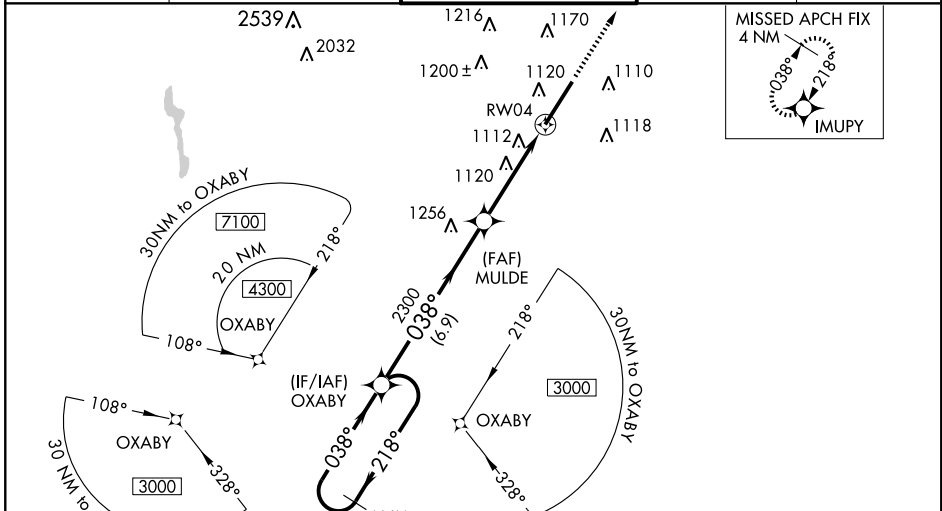 2539
2032
1216
1170
1200±
1120
1110
RW04
1112
1118
1120
MISSED APCH FIX
4 NM
038°
218°
IMUPY
30NM to OXABY
7100
218°
20 NM
4300
OXABY
108°
1256
(FAF)
MULDE
2300
038°
(6.9)
(IF/IAF)
OXABY
038°
218°
218°
30NM to OXABY
3000
OXABY
328°
108°
OXABY
328°
30 NM to
3000